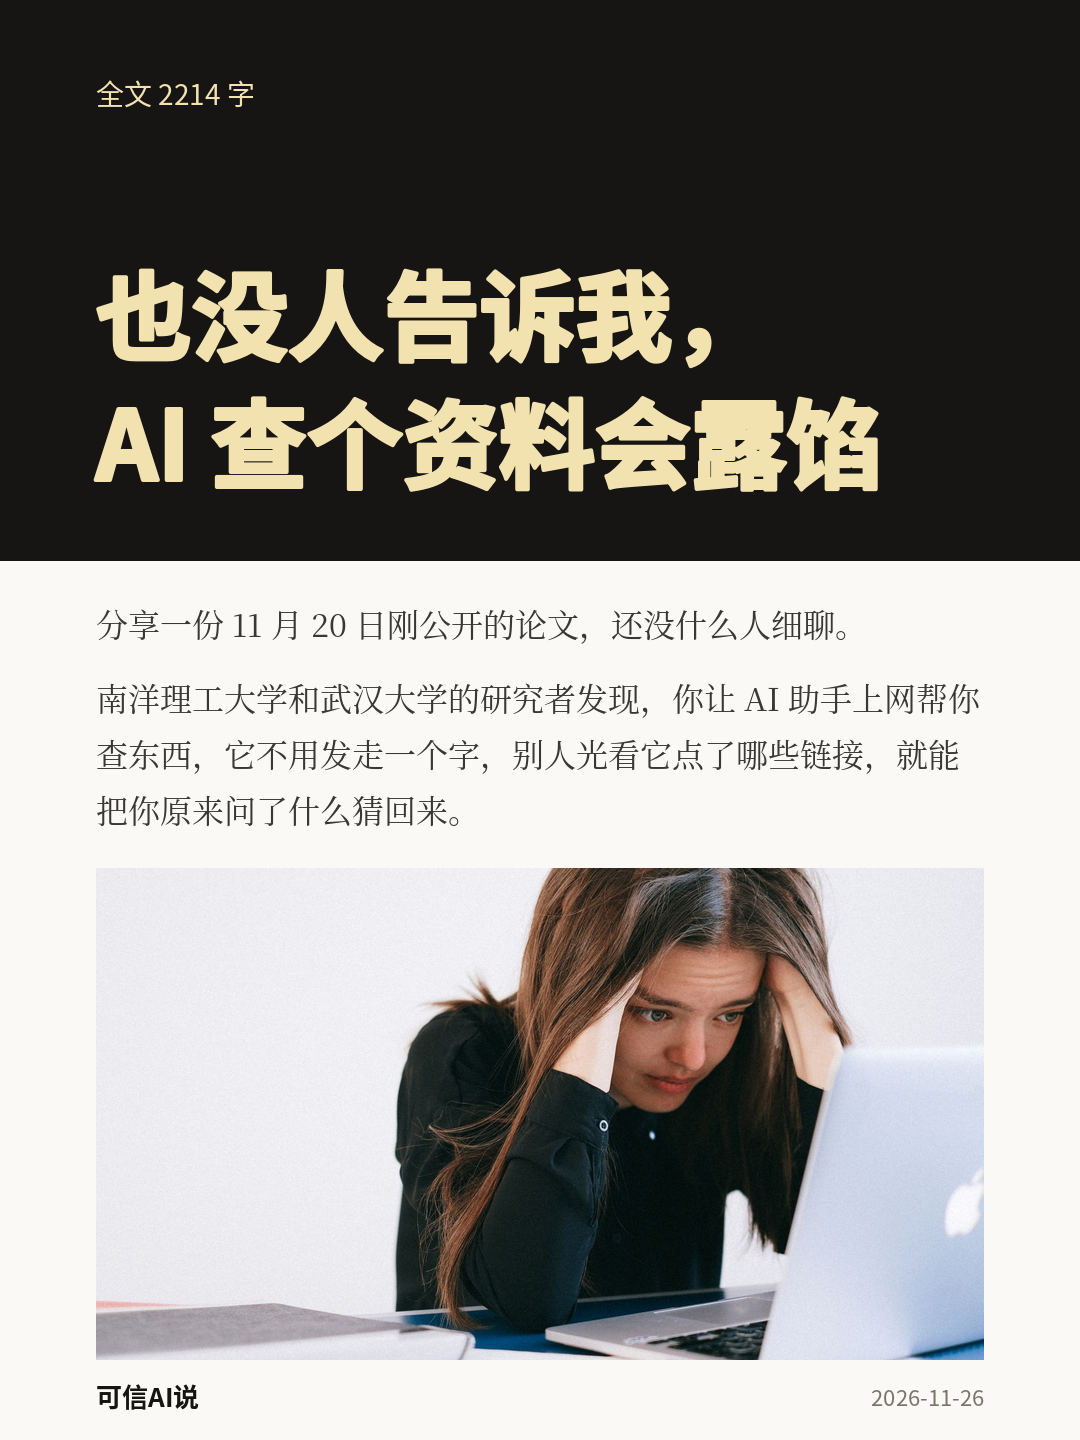 全文 2214 字
也没人告诉我，
AI 查个资料会露馅
分享一份 11 月 20 日刚公开的论文，还没什么人细聊。
南洋理工大学和武汉大学的研究者发现，你让 AI 助手上网帮你
查东西，它不用发走一个字，别人光看它点了哪些链接，就能
把你原来问了什么猜回来。
可信AI说
2026-11-26